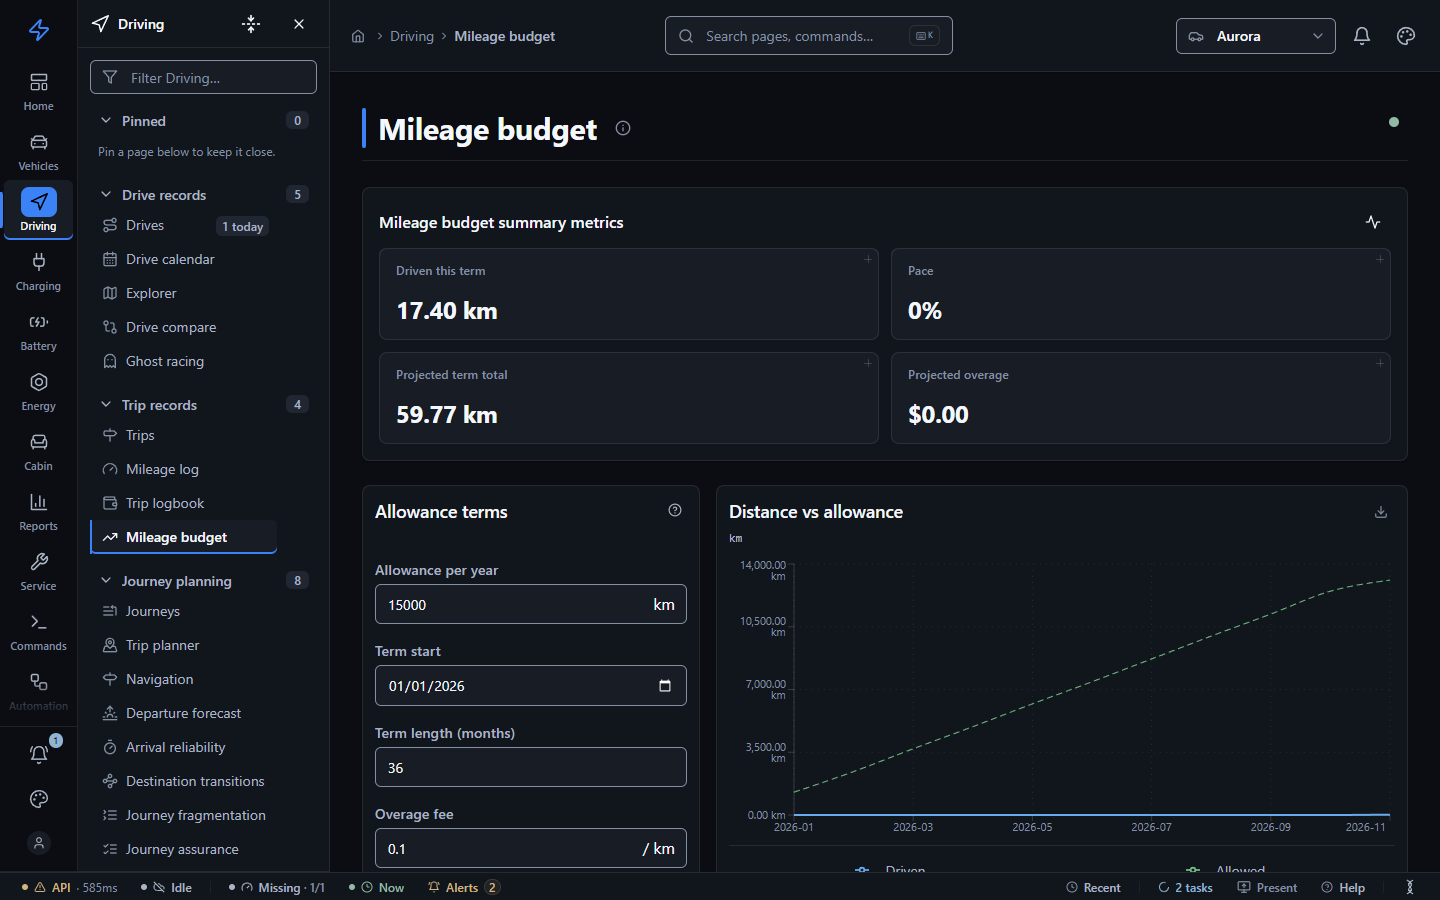 Driving
Driving
Mileage budget
Search pages, commands...
K
Aurora
Home
Vehicles
Driving
Charging
Battery
Energy
Cabin
Reports
Service
Commands
Automation
1
Filter Driving...
Pinned
0
Pin a page below to keep it close.
Drive records
5
Drives
1 today
Drive calendar
Explorer
Drive compare
Ghost racing
Trip records
4
Trips
Mileage log
Trip logbook
Mileage budget
Journey planning
8
Journeys
Trip planner
Navigation
Departure forecast
Arrival reliability
Destination transitions
Journey fragmentation
Journey assurance
Mileage budget
Mileage budget summary metrics
Driven this term
17.40 km
Pace
0%
Projected term total
59.77 km
Projected overage
$0.00
Allowance terms
Allowance per year
15000
km
Term start
01/01/2026
Term length (months)
36
Overage fee
0.1
/ km
Distance vs allowance
km
14,000.00
km
10,500.00
km
7,000.00
km
3,500.00
km
0.00 km
2026-01
2026-03
2026-05
2026-07
2026-09
2026-11
Driven
Allowed
API · 585ms
Idle
Missing · 1/1
Now
Alerts
2
Recent
2 tasks
Present
Help